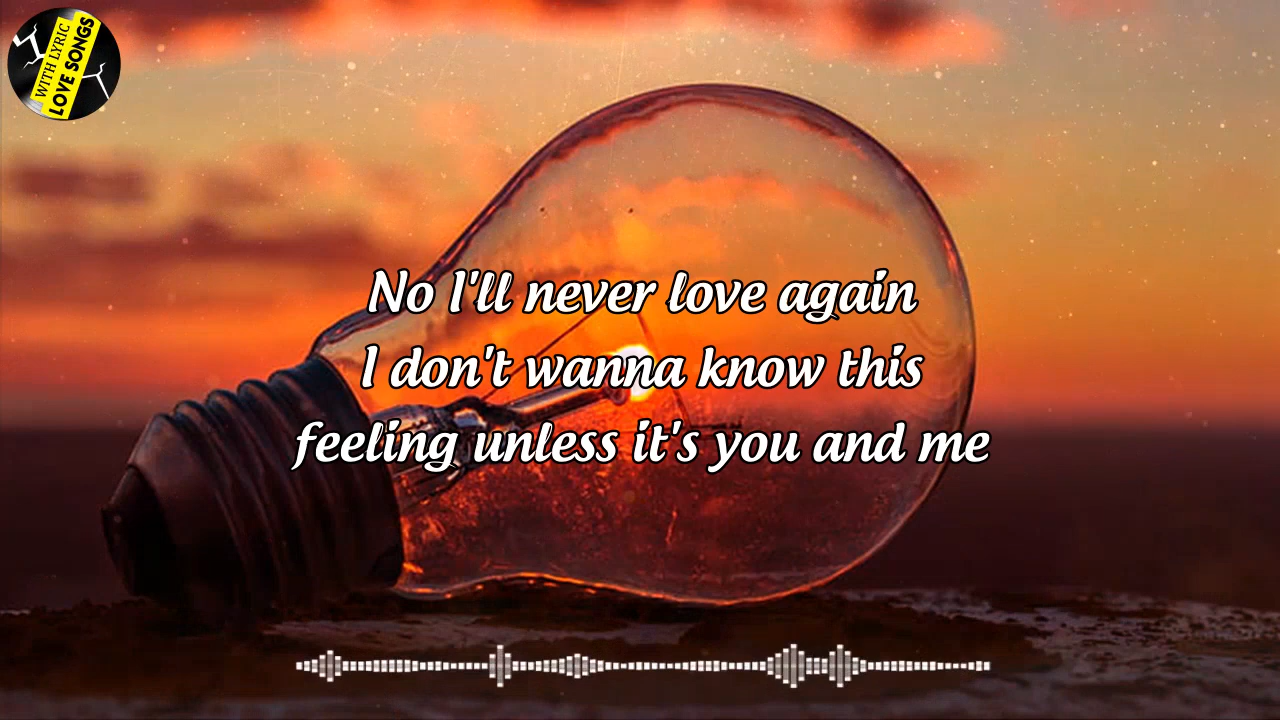 WITH LYRIC
LOVE SONGS
No I'll never love again
I don't wanna know this
feeling unless it's you and me